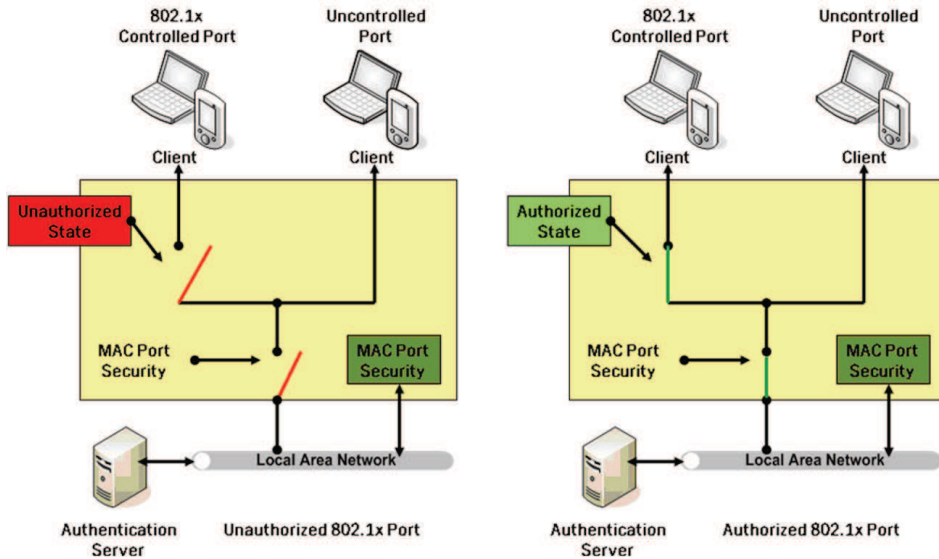 802.1x
Controlled Port
Uncontrolled
Port
Client
Client
Unauthorized
State
MAC Port
Security
MAC Port
Security
Local Area Network
Authentication
Server
Unauthorized 802.1x Port
802.1x
Controlled Port
Uncontrolled
Port
Client
Client
Authorized
State
MAC Port
Security
MAC Port
Security
Local Area Network
Authentication
Server
Authorized 802.1x Port